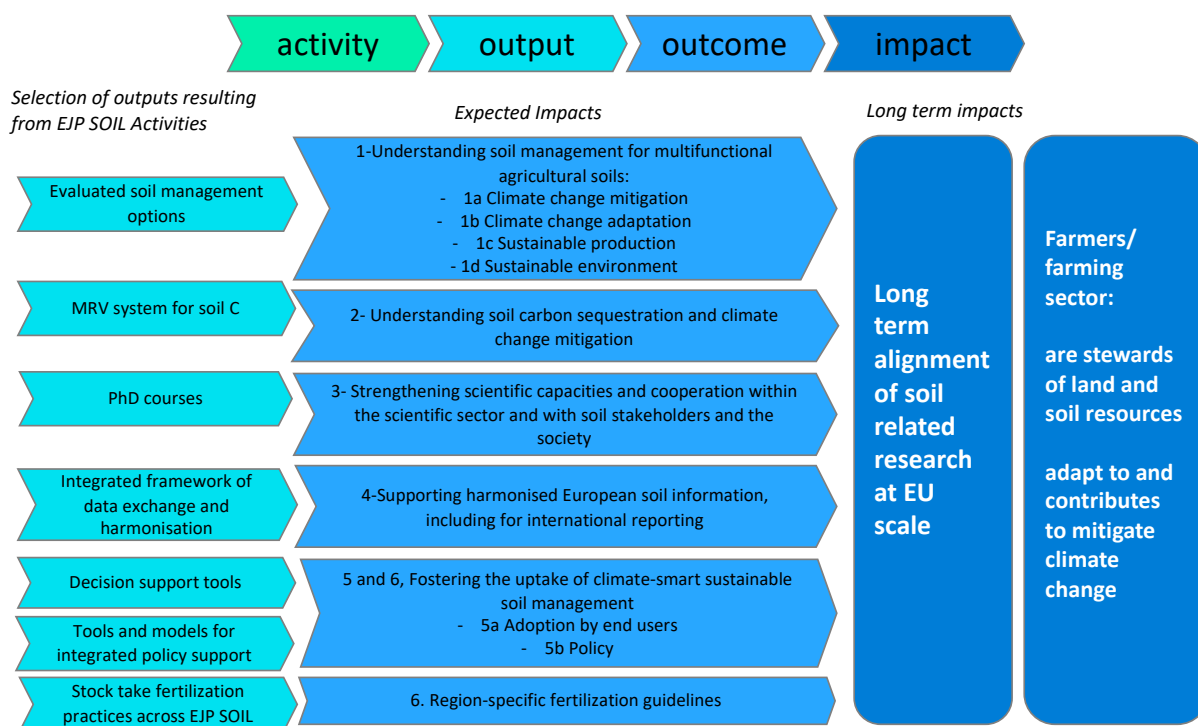 activity
output
outcome
impact
Selection of outputs resulting
from EJP SOIL Activities
Expected Impacts
Long term impacts
Evaluated soil management
options
1-Understanding soil management for multifunctional
agricultural soils:
- 1a Climate change mitigation
- 1b Climate change adaptation
- 1c Sustainable production
- 1d Sustainable environment
MRV system for soil C
2- Understanding soil carbon sequestration and climate
change mitigation
PhD courses
3- Strengthening scientific capacities and cooperation within
the scientific sector and with soil stakeholders and the
society
Integrated framework of
data exchange and
harmonisation
4-Supporting harmonised European soil information,
including for international reporting
Decision support tools
Tools and models for
integrated policy support
5 and 6, Fostering the uptake of climate-smart sustainable
soil management
- 5a Adoption by end users
- 5b Policy
Stock take fertilization
practices across EJP SOIL
6. Region-specific fertilization guidelines
Long
term
alignment
of soil
related
research
at EU
scale
Farmers/
farming
sector:
are stewards
of land and
soil resources
adapt to and
contributes
to mitigate
climate
change